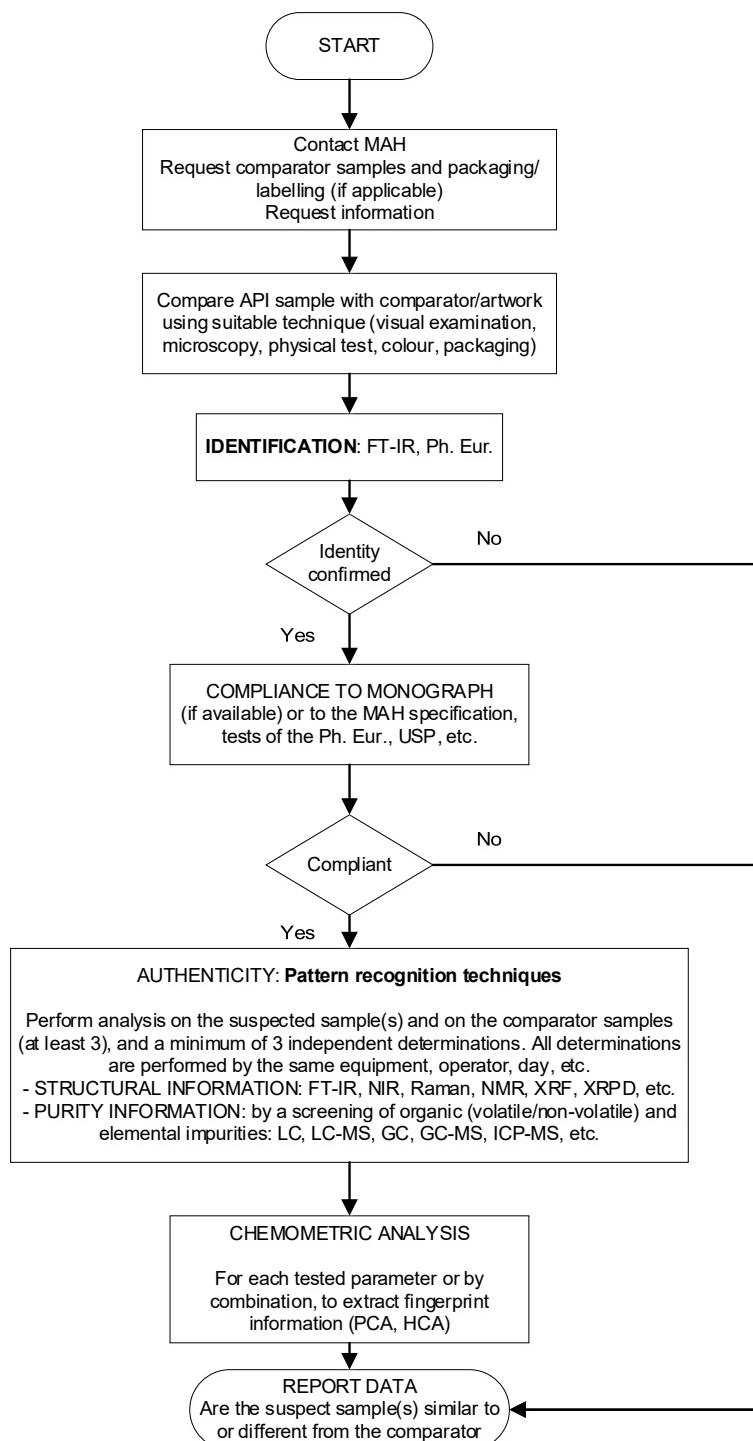 START
Contact MAH
Request comparator samples and packaging/
labelling (if applicable)
Request information
Compare API sample with comparator/artwork
using suitable technique (visual examination,
microscopy, physical test, colour, packaging)
IDENTIFICATION: FT-IR, Ph. Eur.
Identity
confirmed
No
Yes
COMPLIANCE TO MONOGRAPH
(if available) or to the MAH specification,
tests of the Ph. Eur., USP, etc.
Compliant
No
Yes
AUTHENTICITY: Pattern recognition techniques
Perform analysis on the suspected sample(s) and on the comparator samples
(at least 3), and a minimum of 3 independent determinations. All determinations
are performed by the same equipment, operator, day, etc.
- STRUCTURAL INFORMATION: FT-IR, NIR, Raman, NMR, XRF, XRPD, etc.
- PURITY INFORMATION: by a screening of organic (volatile/non-volatile) and
elemental impurities: LC, LC-MS, GC, GC-MS, ICP-MS, etc.
CHEMOMETRIC ANALYSIS
For each tested parameter or by
combination, to extract fingerprint
information (PCA, HCA)
REPORT DATA
Are the suspect sample(s) similar to
or different from the comparator